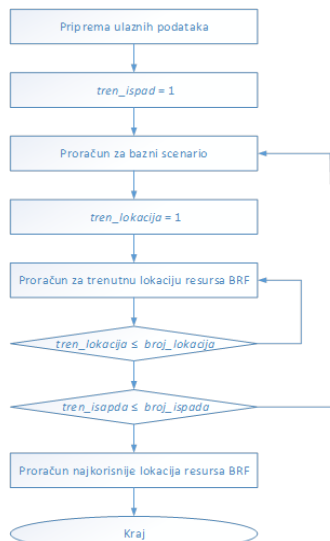 Priprema ulaznih podataka
tren_ispad = 1
Proračun za bazni scenario
tren_lokacija = 1
Proračun za trenutnu lokaciju resursa BRF
tren_lokacija ≤ broj_lokacija
tren_isapda ≤ broj_ispada
Proračun najkorisnije lokacija resursa BRF
Kraj